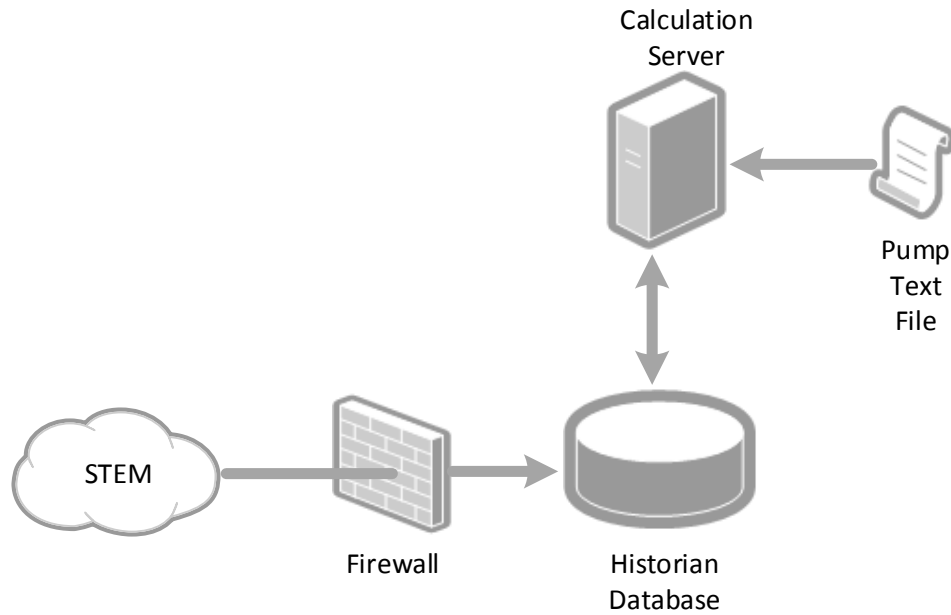 Calculation
Server
Pump
Text
File
STEM
Firewall
Historian
Database